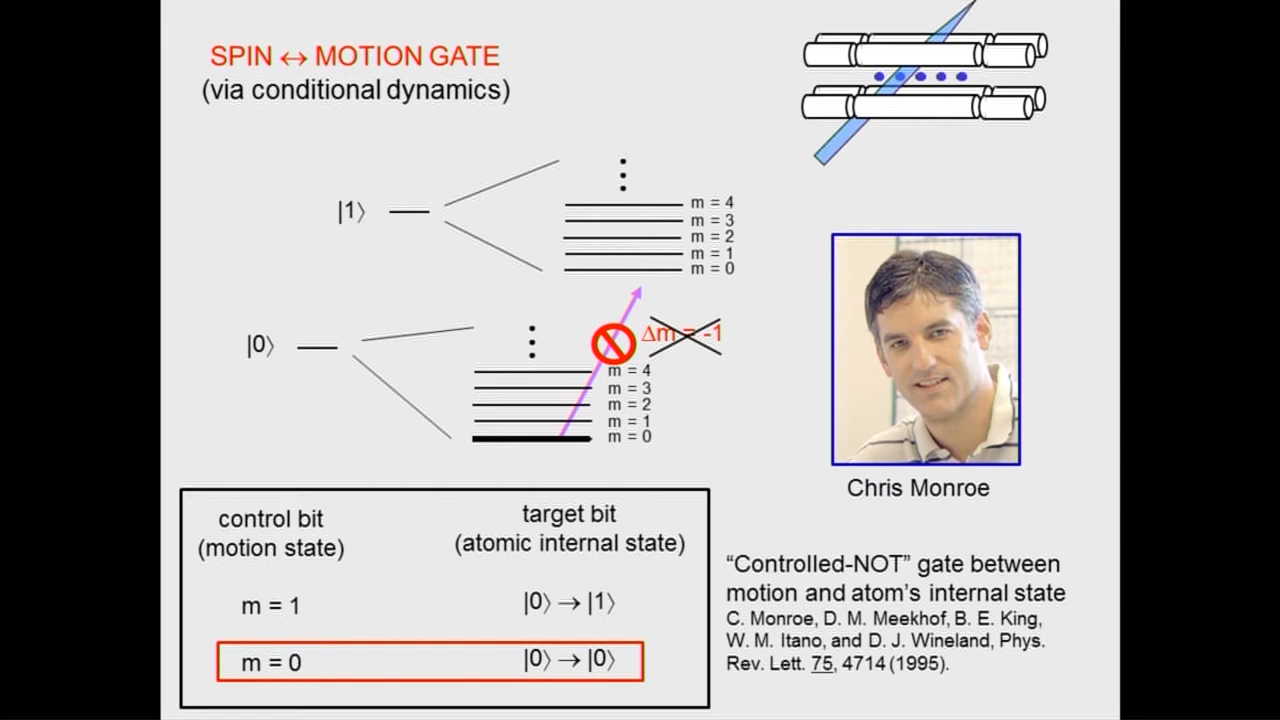 SPIN ↔ MOTION GATE
(via conditional dynamics)
|1⟩
⋮
m = 4
m = 3
m = 2
m = 1
m = 0
|0⟩
⋮
Δm = -1
m = 4
m = 3
m = 2
m = 1
m = 0
Chris Monroe
control bit
(motion state)
target bit
(atomic internal state)
m = 1
|0⟩ → |1⟩
m = 0
|0⟩ → |0⟩
“Controlled-NOT” gate between
motion and atom’s internal state
C. Monroe, D. M. Meekhof, B. E. King,
W. M. Itano, and D. J. Wineland, Phys.
Rev. Lett. 75, 4714 (1995).